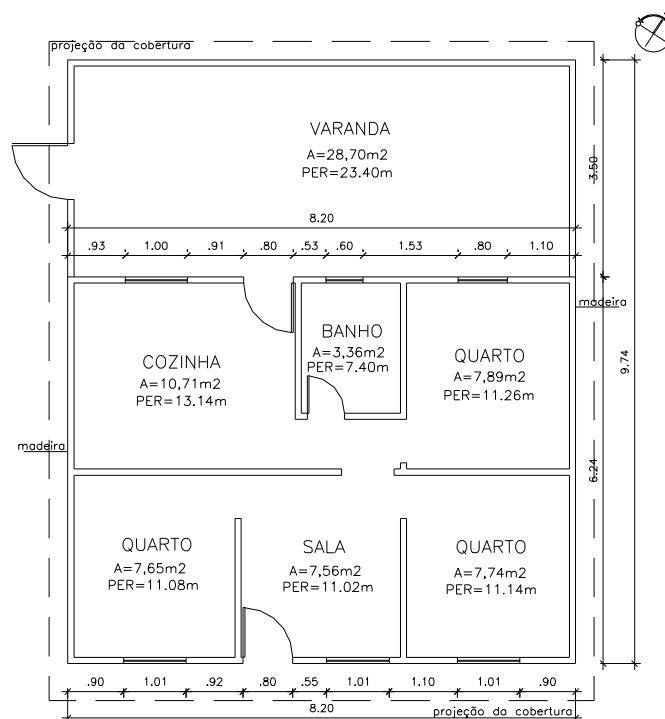 projeção da cobertura
VARANDA
A=28,70m2
PER=23.40m
3.50
8.20
.93 1.00 .91 .80 .53 .60 1.53 .80 1.10
madeira
BANHO
A=3,36m2
PER=7.40m
COZINHA
A=10,71m2
PER=13.14m
QUARTO
A=7,89m2
PER=11.26m
9.74
madeira
6.24
QUARTO
A=7,65m2
PER=11.08m
SALA
A=7,56m2
PER=11.02m
QUARTO
A=7,74m2
PER=11.14m
.90 1.01 .92 .80 .55 1.01 1.10 1.01 .90
8.20
projeção da cobertura